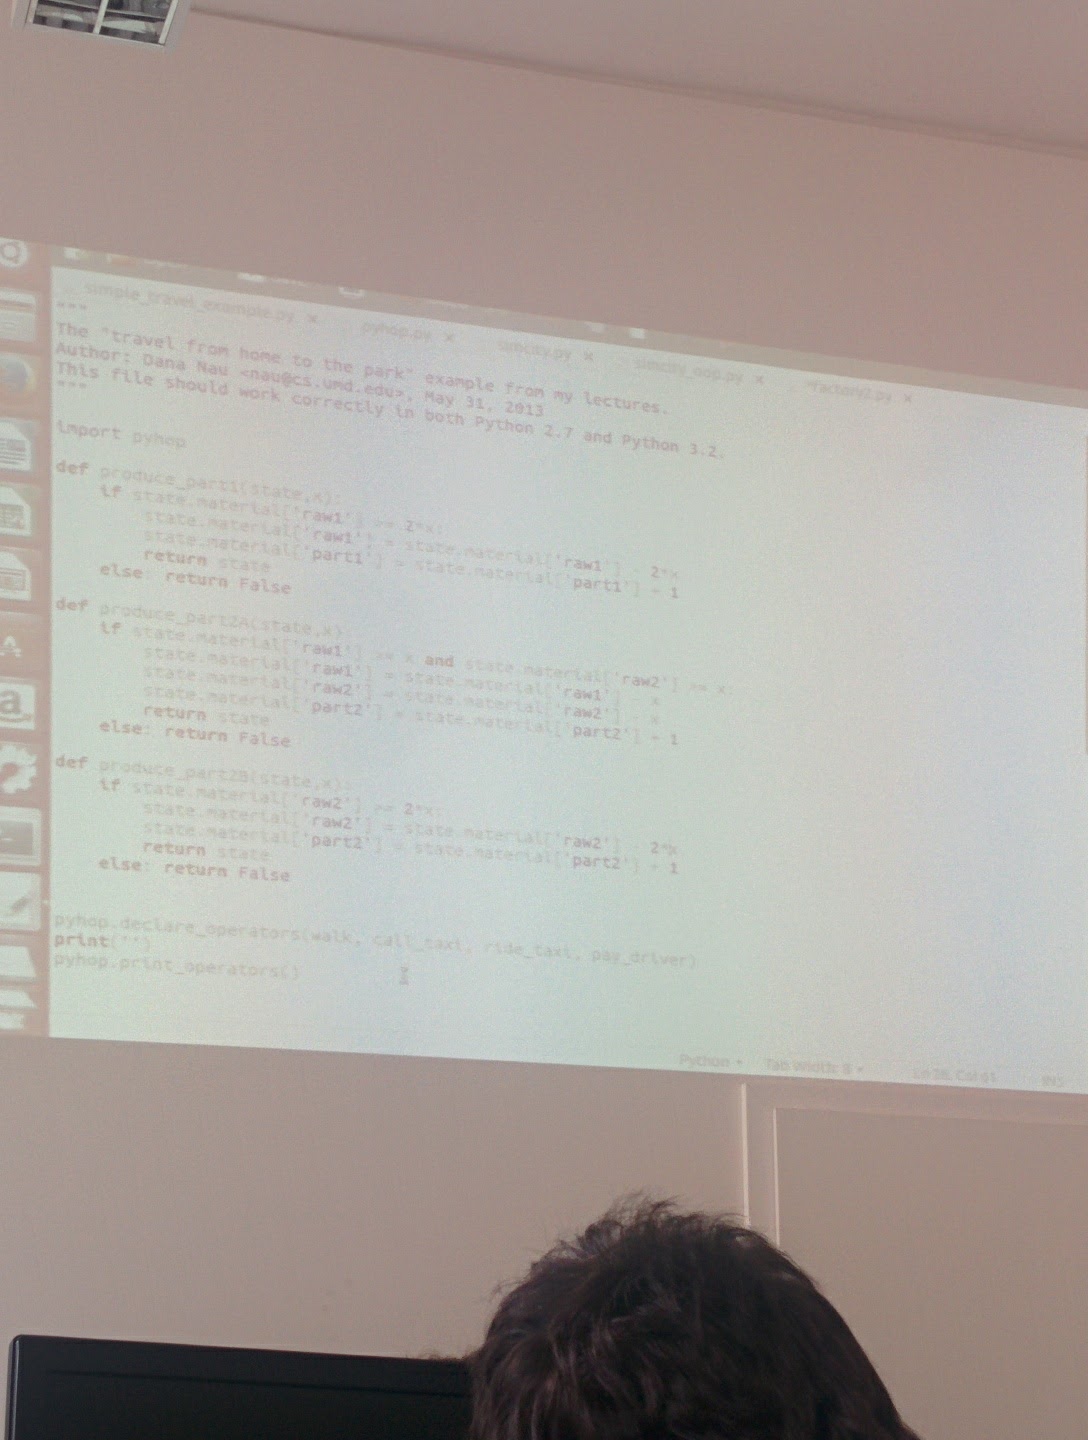 simple_travel_example.py × pyhop.py × simcity.py × simcity_oop.py × *factory2.py ×
"""
The "travel from home to the park" example from my lectures.
Author: Dana Nau <nau@cs.umd.edu>, May 31, 2013
This file should work correctly in both Python 2.7 and Python 3.2.
"""
import pyhop
def produce_part1(state,x):
if state.material['raw1'] >= 2*x:
state.material['raw1'] = state.material['raw1'] - 2*x
state.material['part1'] = state.material['part1'] + 1
return state
else: return False
def produce_part2A(state,x)
if state.material['raw1'] >= x and state.material['raw2'] >= x:
state.material['raw1'] = state.material['raw1'] - x
state.material['raw2'] = state.material['raw2'] - x
state.material['part2'] = state.material['part2'] + 1
return state
else: return False
def produce_part2B(state,x):
if state.material['raw2'] >= 2*x:
state.material['raw2'] = state.material['raw2'] - 2*x
state.material['part2'] = state.material['part2'] + 1
return state
else: return False
pyhop.declare_operators(walk, call_taxi, ride_taxi, pay_driver)
print('')
pyhop.print_operators()
Python Tab Width: 8 Ln 28, Col 61 INS